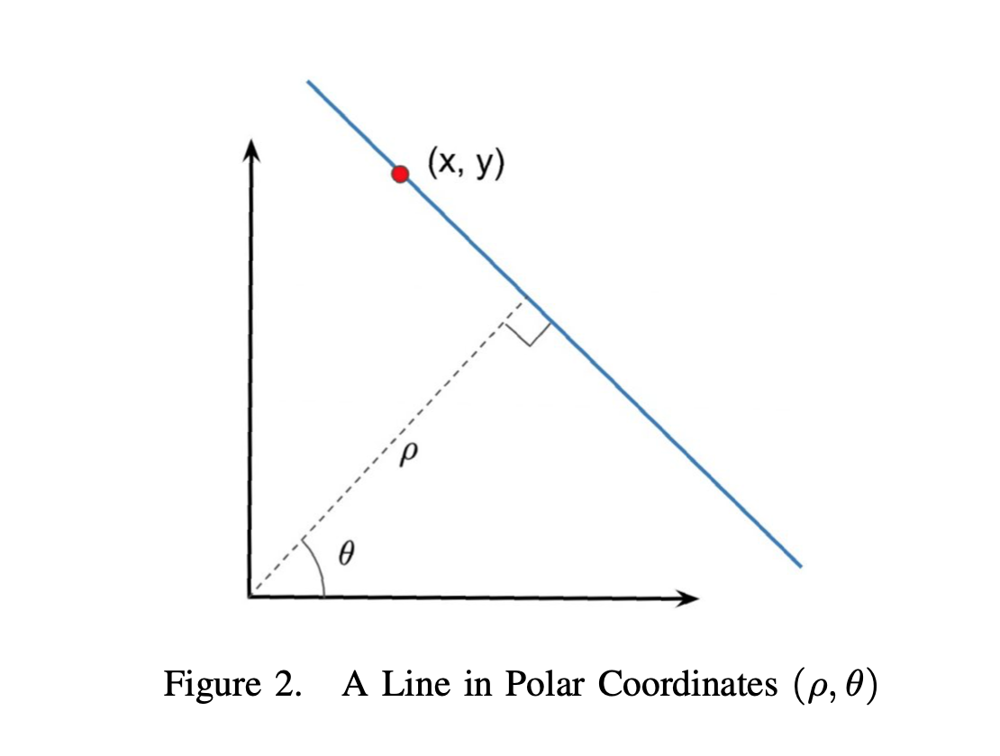 (x, y)
ρ
θ
Figure 2. A Line in Polar Coordinates (ρ, θ)